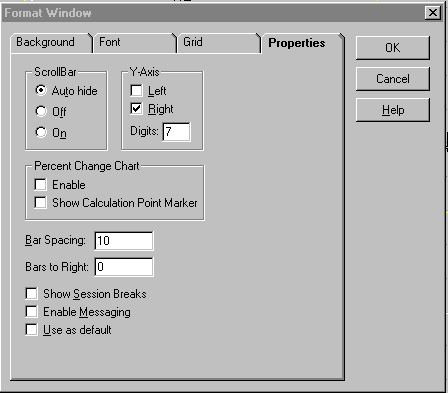 Format Window
Background Font Grid Properties
OK
Cancel
Help
ScrollBar
Auto hide
Off
On
Y-Axis
Left
Right
Digits: 7
Percent Change Chart
Enable
Show Calculation Point Marker
Bar Spacing: 10
Bars to Right: 0
Show Session Breaks
Enable Messaging
Use as default